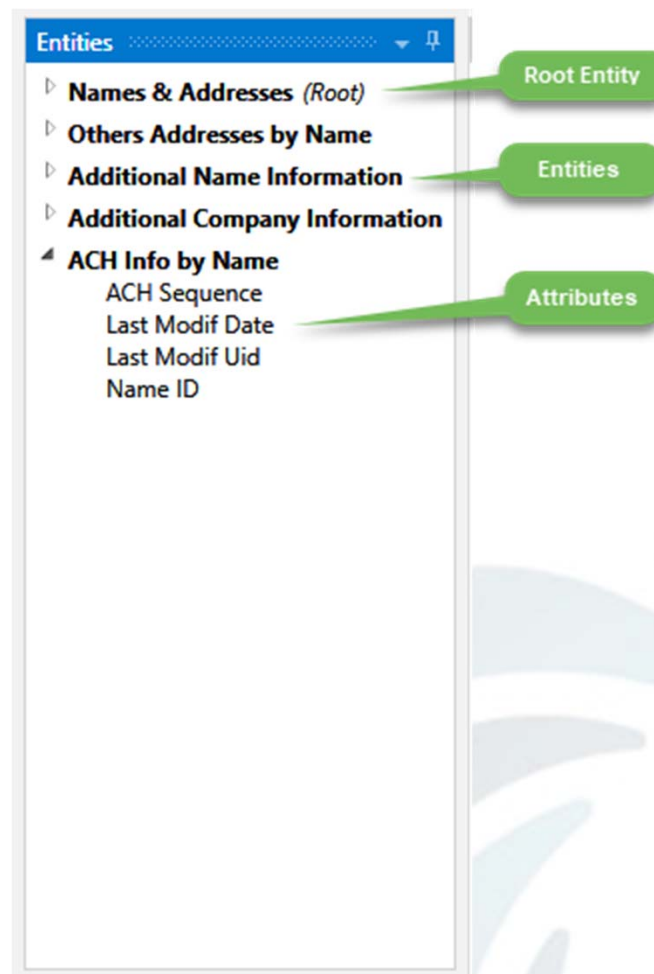 Entities
Root Entity
Names & Addresses (Root)
Others Addresses by Name
Entities
Additional Name Information
Additional Company Information
ACH Info by Name
ACH Sequence
Attributes
Last Modif Date
Last Modif Uid
Name ID